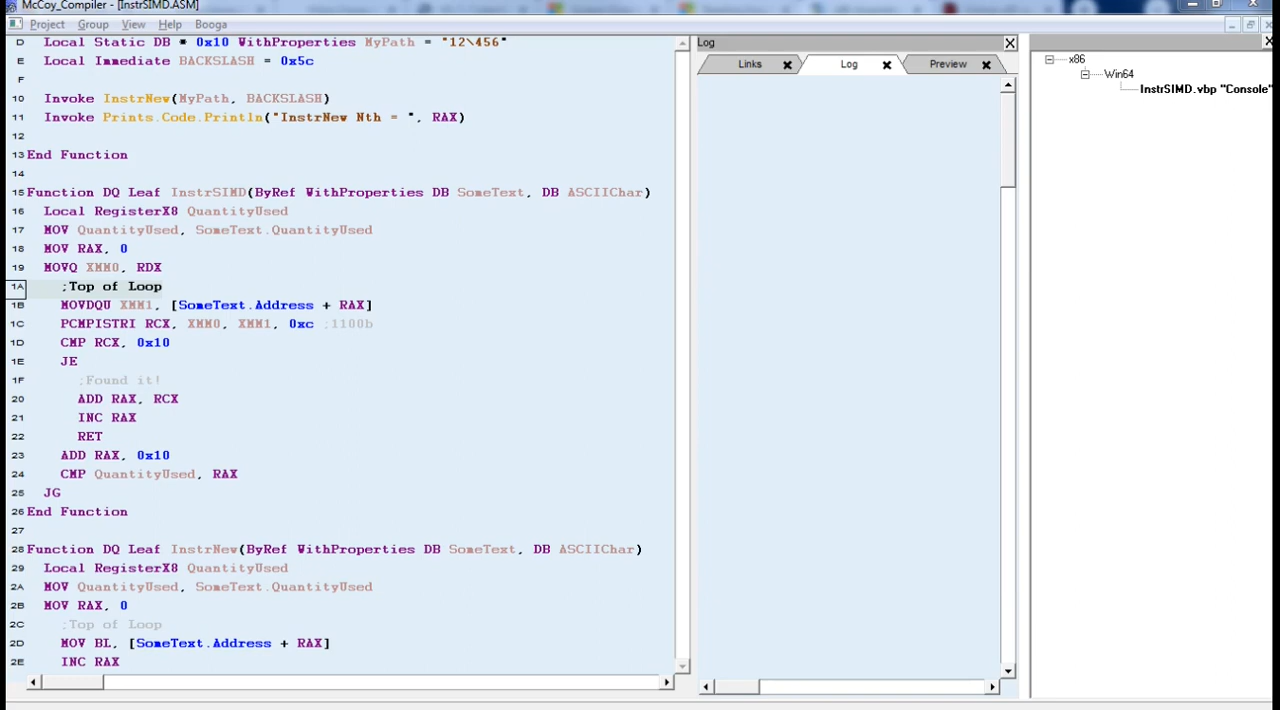 McCoy_Compiler - [InstrSIMD.ASM]
Project Group View Help Booga
D Local Static DB * 0x10 WithProperties MyPath = "12\456"
E Local Immediate BACKSLASH = 0x5c
F
10 Invoke InstrNew(MyPath, BACKSLASH)
11 Invoke Prints.Code.Println("InstrNew Nth = ", RAX)
12
13 End Function
14
15 Function DQ Leaf InstrSIMD(ByRef WithProperties DB SomeText, DB ASCIIChar)
16 Local RegisterX8 QuantityUsed
17 MOV QuantityUsed, SomeText.QuantityUsed
18 MOV RAX, 0
19 MOVQ XMM0, RDX
1A ;Top of Loop
1B MOVDQU XMM1, [SomeText.Address + RAX]
1C PCMPISTRI RCX, XMM0, XMM1, 0xc ;1100b
1D CMP RCX, 0x10
1E JE
1F ;Found it!
20 ADD RAX, RCX
21 INC RAX
22 RET
23 ADD RAX, 0x10
24 CMP QuantityUsed, RAX
25 JG
26 End Function
27
28 Function DQ Leaf InstrNew(ByRef WithProperties DB SomeText, DB ASCIIChar)
29 Local RegisterX8 QuantityUsed
2A MOV QuantityUsed, SomeText.QuantityUsed
2B MOV RAX, 0
2C ;Top of Loop
2D MOV BL, [SomeText.Address + RAX]
2E INC RAX
Log
Links Log Preview
x86
Win64
InstrSIMD.vbp "Console"